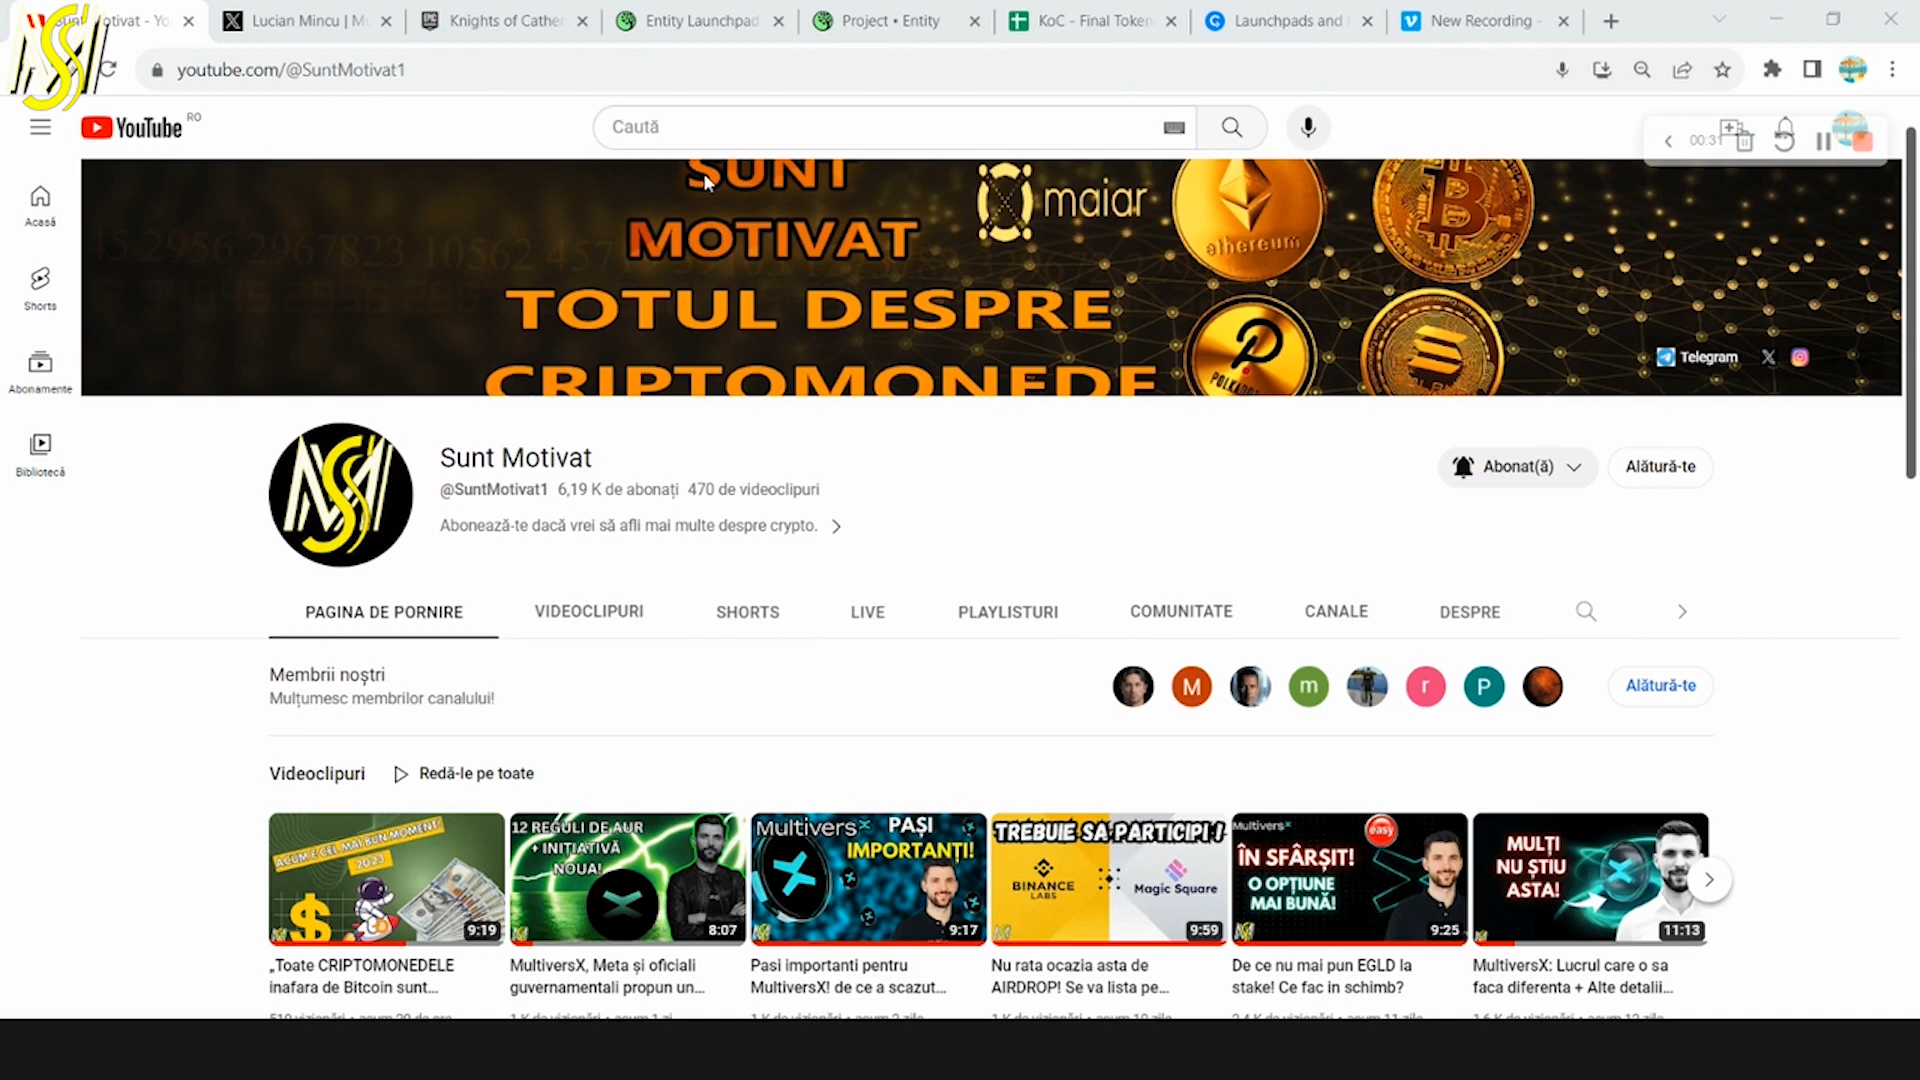 Lucian Mincu | M
Knights of Cather
Entity Launchpad
Project • Entity
KoC - Final Token
Launchpads and
New Recording -
youtube.com/@SuntMotivat1
YouTube RO
Caută
00:31
SUNT
MOTIVAT
TOTUL DESPRE
CRIPTOMONEDE
maiar
ethereum
Telegram
Acasă
Shorts
Abonamente
Bibliotecă
Sunt Motivat
@SuntMotivat1 6,19 K de abonați 470 de videoclipuri
Abonează-te dacă vrei să afli mai multe despre crypto.
Abonat(ă)
Alătură-te
PAGINA DE PORNIRE
VIDEOCLIPURI
SHORTS
LIVE
PLAYLISTURI
COMUNITATE
CANALE
DESPRE
Membrii noștri
Mulțumesc membrilor canalului!
M
m
r
P
Alătură-te
Videoclipuri
Redă-le pe toate
ACUM E CEL MAI BUN MOMENT!
2023
9:19
12 REGULI DE AUR
+ INIȚIATIVĂ
NOUA!
8:07
MultiversX
PAȘI
IMPORTANȚI!
9:17
TREBUIE SA PARTICIPI!
BINANCE
LABS
Magic Square
9:59
MultiversX
easy
ÎN SFÂRȘIT!
O OPȚIUNE
MAI BUNĂ!
9:25
MULȚI
NU ȘTIU
ASTA!
11:13
„Toate CRIPTOMONEDELE
inafara de Bitcoin sunt...
MultiversX, Meta și oficiali
guvernamentali propun un...
Pasi importanti pentru
MultiversX! de ce a scazut...
Nu rata ocazia asta de
AIRDROP! Se va lista pe...
De ce nu mai pun EGLD la
stake! Ce fac in schimb?
MultiversX: Lucrul care o sa
faca diferenta + Alte detalii...